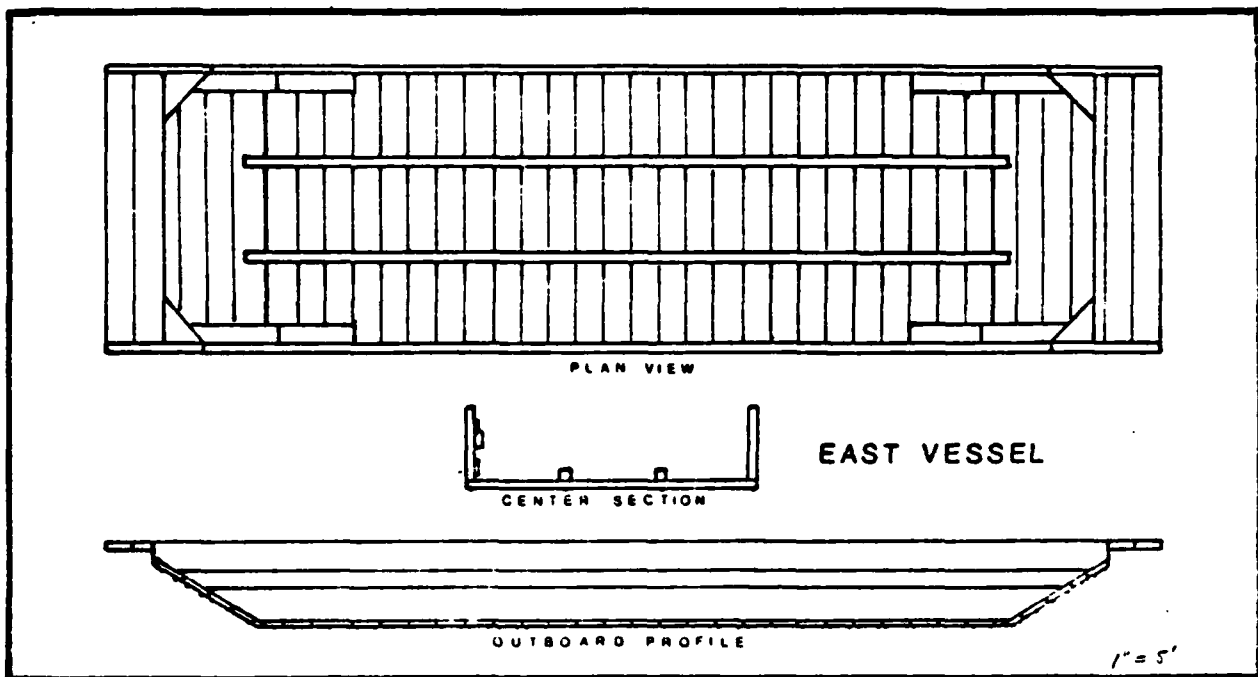 PLAN VIEW
EAST VESSEL
CENTER SECTION
OUTBOARD PROFILE
1" = 5'